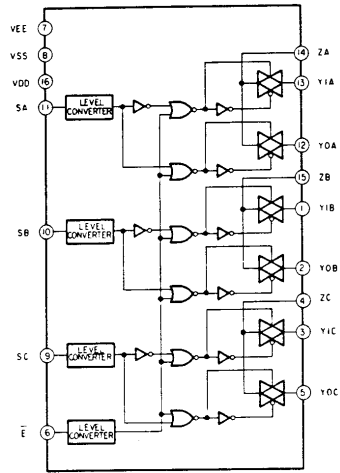 VEE 7
VSS 8
VDD 16
SA 11 LEVEL CONVERTER
14 ZA
13 Y1A
12 Y0A
15 ZB
SB 10 LEVEL CONVERTER
1 Y1B
2 Y0B
4 ZC
SC 9 LEVEL CONVERTER
3 Y1C
5 Y0C
E̅ 6 LEVEL CONVERTER